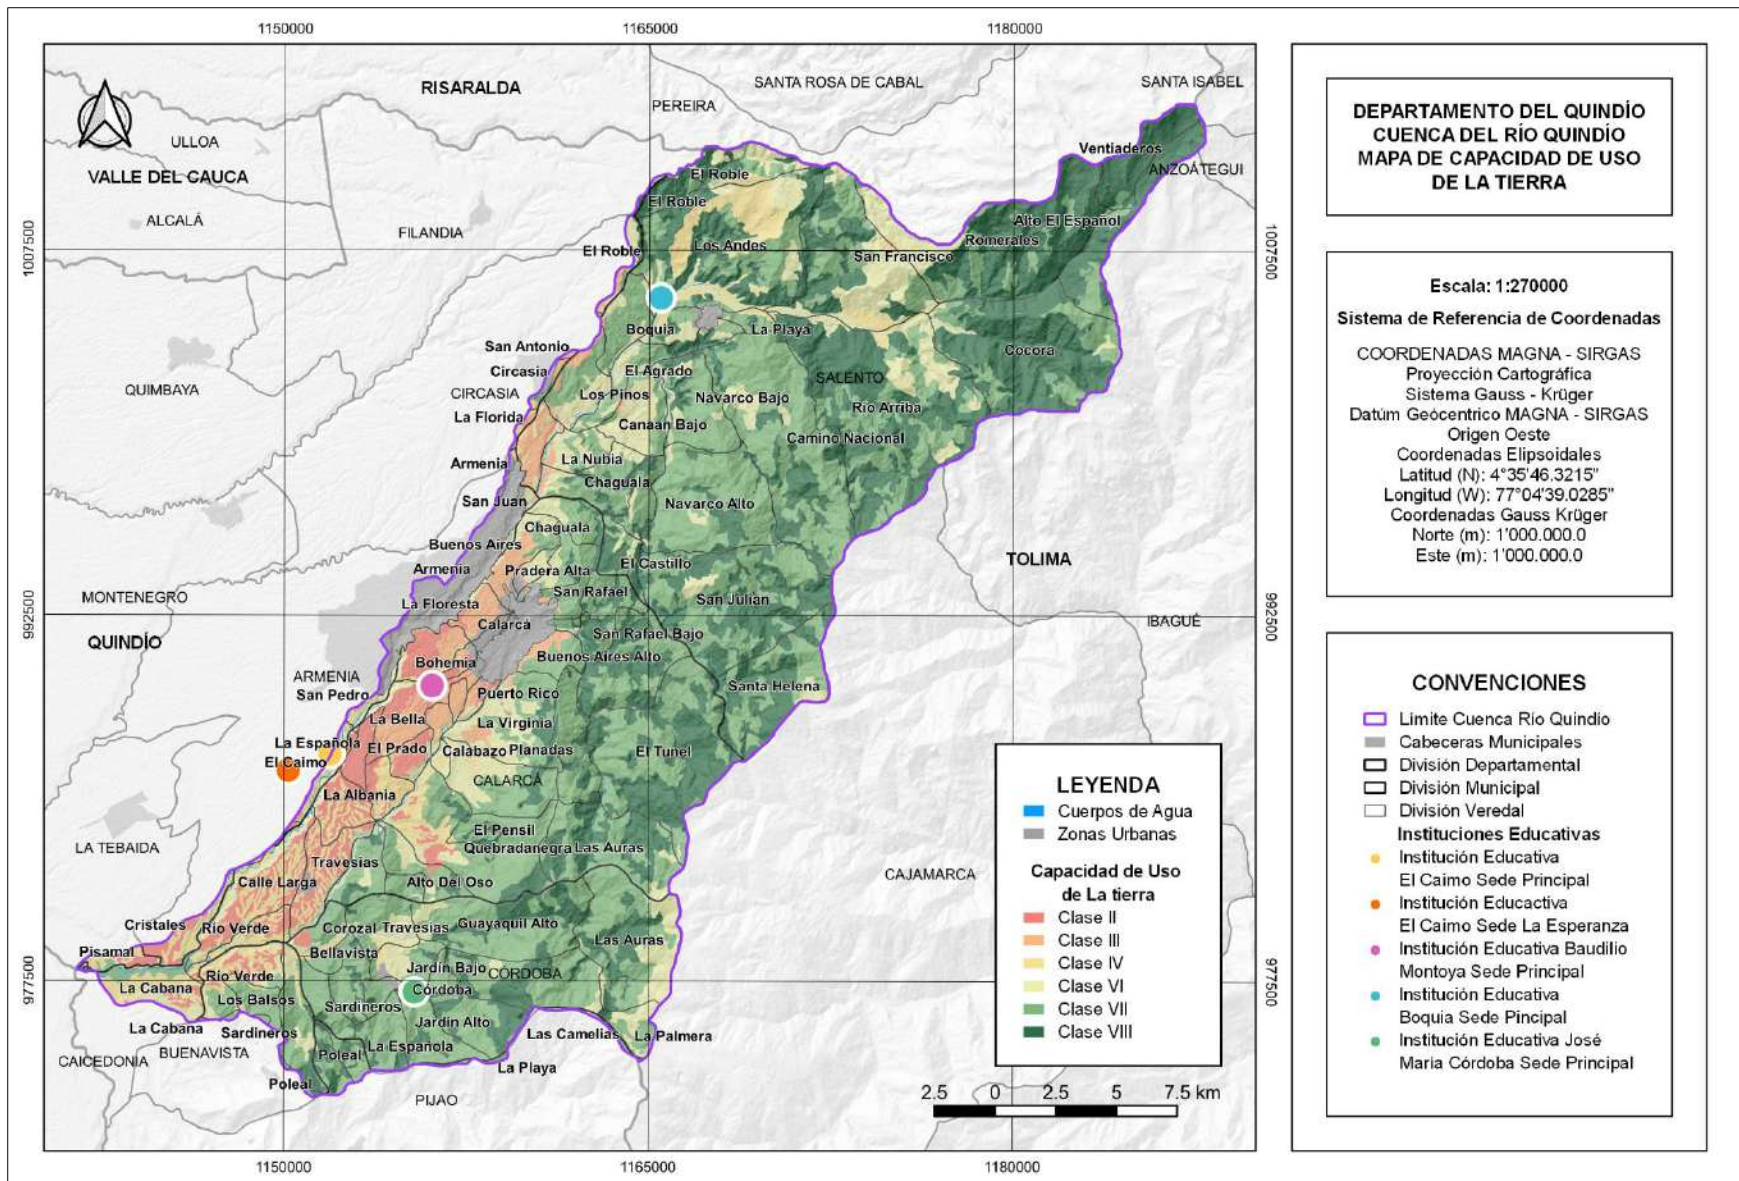 1150000
1165000
1180000
SANTA ROSA DE CABAL
SANTA ISABEL
RISARALDA
PEREIRA
ULLOA
Ventiaderos
ANZOÁTEGUI
VALLE DEL CAUCA
El Roble
El Roble
ALCALÁ
FILANDIA
Alto El Español
Romerales
El Roble
Los Andes
San Francisco
1007500
1007500
Boquia
La Playa
San Antonio
Cocora
Circasia
El Agrado
SALENTO
QUIMBAYA
CIRCASIA
Los Pinos
Navarco Bajo
Río Arriba
La Florida
Canaan Bajo
Camino Nacional
Armenia
La Nubia
Chaguala
San Juan
Navarco Alto
Chaguala
Buenos Aires
TOLIMA
Armenia
Pradera Alta
El Castillo
San Rafael
MONTENEGRO
La Floresta
San Julian
992500
992500
IBAGUÉ
Calarcá
QUINDÍO
San Rafael Bajo
Bohemia
Buenos Aires Alto
ARMENIA
San Pedro
Puerto Rico
Santa Helena
La Bella
La Virginia
La Española
El Prado
Calabazo
Planadas
El Tunel
El Caimo
CALARCÁ
La Albania
El Pensil
LA TEBAIDA
Quebradanegra
Las Auras
Travesias
Calle Larga
Alto Del Oso
CAJAMARCA
Cristales
Río Verde
Corozal
Travesias
Guayaquil Alto
Pisamal
Bellavista
Las Auras
Jardín Bajo
CÓRDOBA
977500
977500
Río Verde
La Cabana
Los Balsos
Córdoba
Sardineros
La Cabana
Sardineros
Jardín Alto
Las Camelias
La Palmera
CAICEDONIA
BUENAVISTA
Poleal
La Española
La Playa
Poleal
PIJAO
LEYENDA
Cuerpos de Agua
Zonas Urbanas
Capacidad de Uso
de La tierra
Clase II
Clase III
Clase IV
Clase VI
Clase VII
Clase VIII
2.5 0 2.5 5 7.5 km
1150000
1165000
1180000
DEPARTAMENTO DEL QUINDÍO
CUENCA DEL RÍO QUINDÍO
MAPA DE CAPACIDAD DE USO
DE LA TIERRA
Escala: 1:270000
Sistema de Referencia de Coordenadas
COORDENADAS MAGNA - SIRGAS
Proyección Cartográfica
Sistema Gauss - Krüger
Datúm Geócentrico MAGNA - SIRGAS
Origen Oeste
Coordenadas Elipsoidales
Latitud (N): 4°35'46.3215"
Longitud (W): 77°04'39.0285"
Coordenadas Gauss Krüger
Norte (m): 1'000.000.0
Este (m): 1'000.000.0
CONVENCIONES
Limite Cuenca Río Quindío
Cabeceras Municipales
División Departamental
División Municipal
División Veredal
Instituciones Educativas
Institución Educativa
El Caimo Sede Principal
Institución Eduactiva
El Caimo Sede La Esperanza
Institución Educativa Baudilio
Montoya Sede Principal
Institución Educativa
Boquia Sede Pincipal
Institución Educativa José
María Córdoba Sede Principal